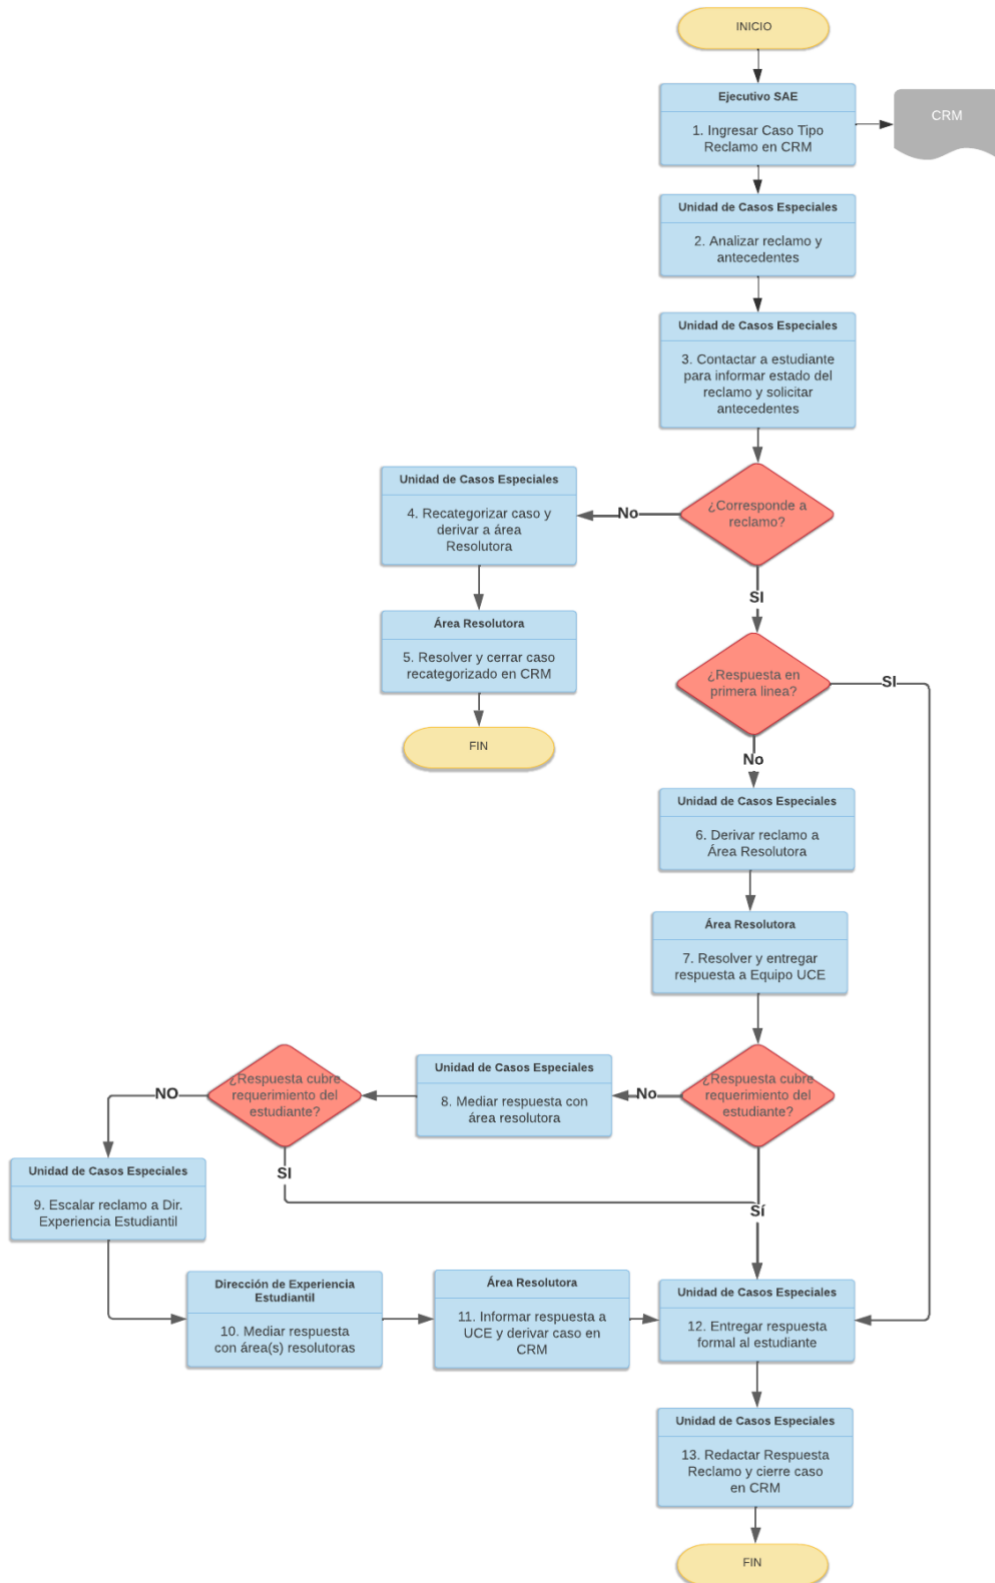 INICIO
Ejecutivo SAE
1. Ingresar Caso Tipo
Reclamo en CRM
CRM
Unidad de Casos Especiales
2. Analizar reclamo y
antecedentes
Unidad de Casos Especiales
3. Contactar a estudiante
para informar estado del
reclamo y solicitar
antecedentes
¿Corresponde a
reclamo?
No
SI
Unidad de Casos Especiales
4. Recategorizar caso y
derivar a área
Resolutora
Área Resolutora
5. Resolver y cerrar caso
recategorizado en CRM
FIN
¿Respuesta en
primera linea?
SI
No
Unidad de Casos Especiales
6. Derivar reclamo a
Área Resolutora
Área Resolutora
7. Resolver y entregar
respuesta a Equipo UCE
¿Respuesta cubre
requerimiento del
estudiante?
No
Sí
Unidad de Casos Especiales
8. Mediar respuesta con
área resolutora
¿Respuesta cubre
requerimiento del
estudiante?
NO
SI
Unidad de Casos Especiales
9. Escalar reclamo a Dir.
Experiencia Estudiantil
Dirección de Experiencia
Estudiantil
10. Mediar respuesta
con área(s) resolutoras
Área Resolutora
11. Informar respuesta a
UCE y derivar caso en
CRM
Unidad de Casos Especiales
12. Entregar respuesta
formal al estudiante
Unidad de Casos Especiales
13. Redactar Respuesta
Reclamo y cierre caso
en CRM
FIN